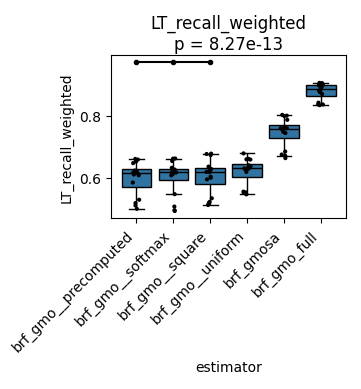 LT_recall_weighted
p = 8.27e-13
LT_recall_weighted
0.8
0.6
brf_gmo__precomputed
brf_gmo__softmax
brf_gmo__square
brf_gmo__uniform
brf_gmosa
brf_gmo_full
estimator